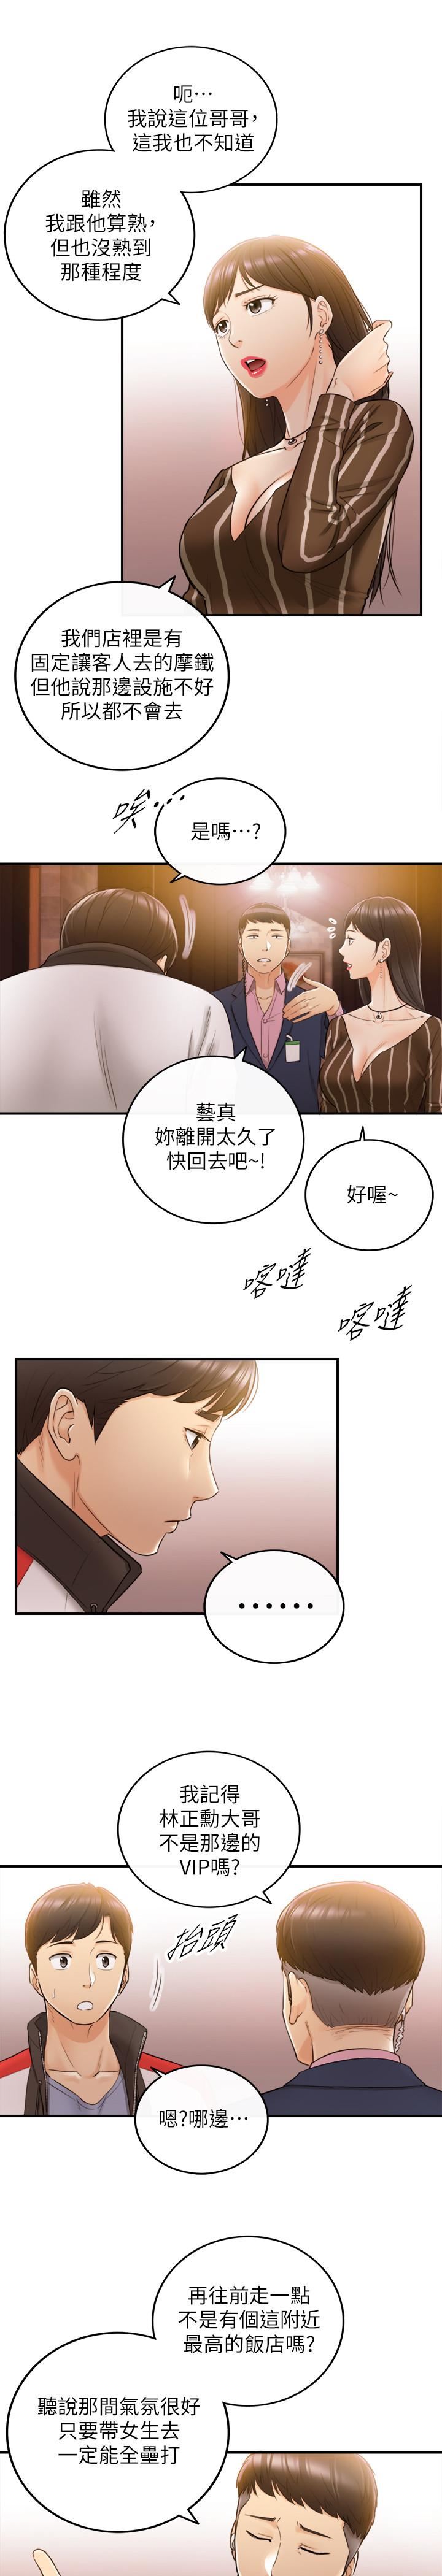 呃⋯
我說這位哥哥，
這我也不知道
雖然
我跟他算熟，
但也沒熟到
那種程度
我們店裡是有
固定讓客人去的摩鐵
但他說那邊設施不好
所以都不會去
唉⋯
是嗎⋯?
藝真
妳離開太久了
快回去吧~!
好喔~
喀噠
喀噠
⋯⋯
我記得
林正勳大哥
不是那邊的
VIP嗎?
抬頭
嗯?哪邊⋯
再往前走一點
不是有個這附近
最高的飯店嗎?
聽說那間氣氛很好
只要帶女生去
一定能全壘打